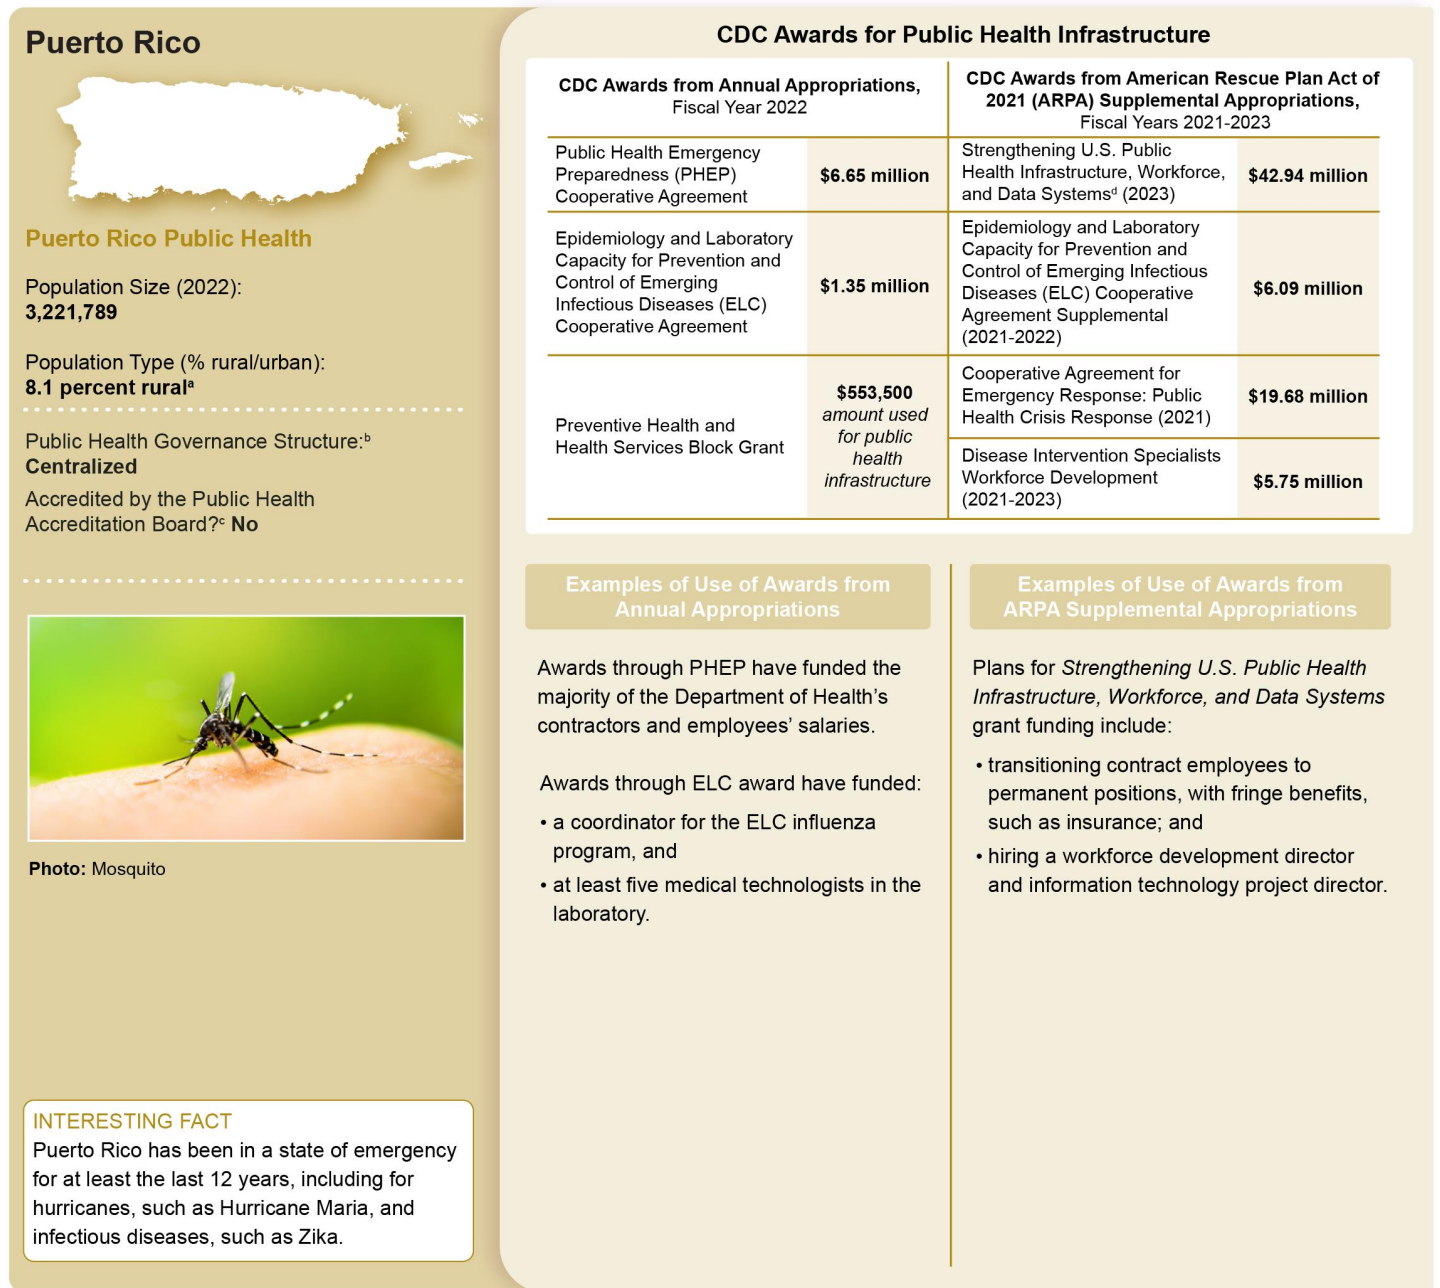 Puerto Rico
Puerto Rico Public Health
Population Size (2022):
3,221,789
Population Type (% rural/urban):
8.1 percent ruralᵃ
Public Health Governance Structure:ᵇ
Centralized
Accredited by the Public Health
Accreditation Board?ᶜ No
Photo: Mosquito
INTERESTING FACT
Puerto Rico has been in a state of emergency
for at least the last 12 years, including for
hurricanes, such as Hurricane Maria, and
infectious diseases, such as Zika.
CDC Awards for Public Health Infrastructure
CDC Awards from Annual Appropriations,
Fiscal Year 2022
Public Health Emergency
Preparedness (PHEP)
Cooperative Agreement
$6.65 million
Epidemiology and Laboratory
Capacity for Prevention and
Control of Emerging
Infectious Diseases (ELC)
Cooperative Agreement
$1.35 million
Preventive Health and
Health Services Block Grant
$553,500
amount used
for public
health
infrastructure
CDC Awards from American Rescue Plan Act of
2021 (ARPA) Supplemental Appropriations,
Fiscal Years 2021-2023
Strengthening U.S. Public
Health Infrastructure, Workforce,
and Data Systemsᵈ (2023)
$42.94 million
Epidemiology and Laboratory
Capacity for Prevention and
Control of Emerging Infectious
Diseases (ELC) Cooperative
Agreement Supplemental
(2021-2022)
$6.09 million
Cooperative Agreement for
Emergency Response: Public
Health Crisis Response (2021)
$19.68 million
Disease Intervention Specialists
Workforce Development
(2021-2023)
$5.75 million
Examples of Use of Awards from
Annual Appropriations
Awards through PHEP have funded the
majority of the Department of Health’s
contractors and employees’ salaries.
Awards through ELC award have funded:
• a coordinator for the ELC influenza
program, and
• at least five medical technologists in the
laboratory.
Examples of Use of Awards from
ARPA Supplemental Appropriations
Plans for Strengthening U.S. Public Health
Infrastructure, Workforce, and Data Systems
grant funding include:
• transitioning contract employees to
permanent positions, with fringe benefits,
such as insurance; and
• hiring a workforce development director
and information technology project director.